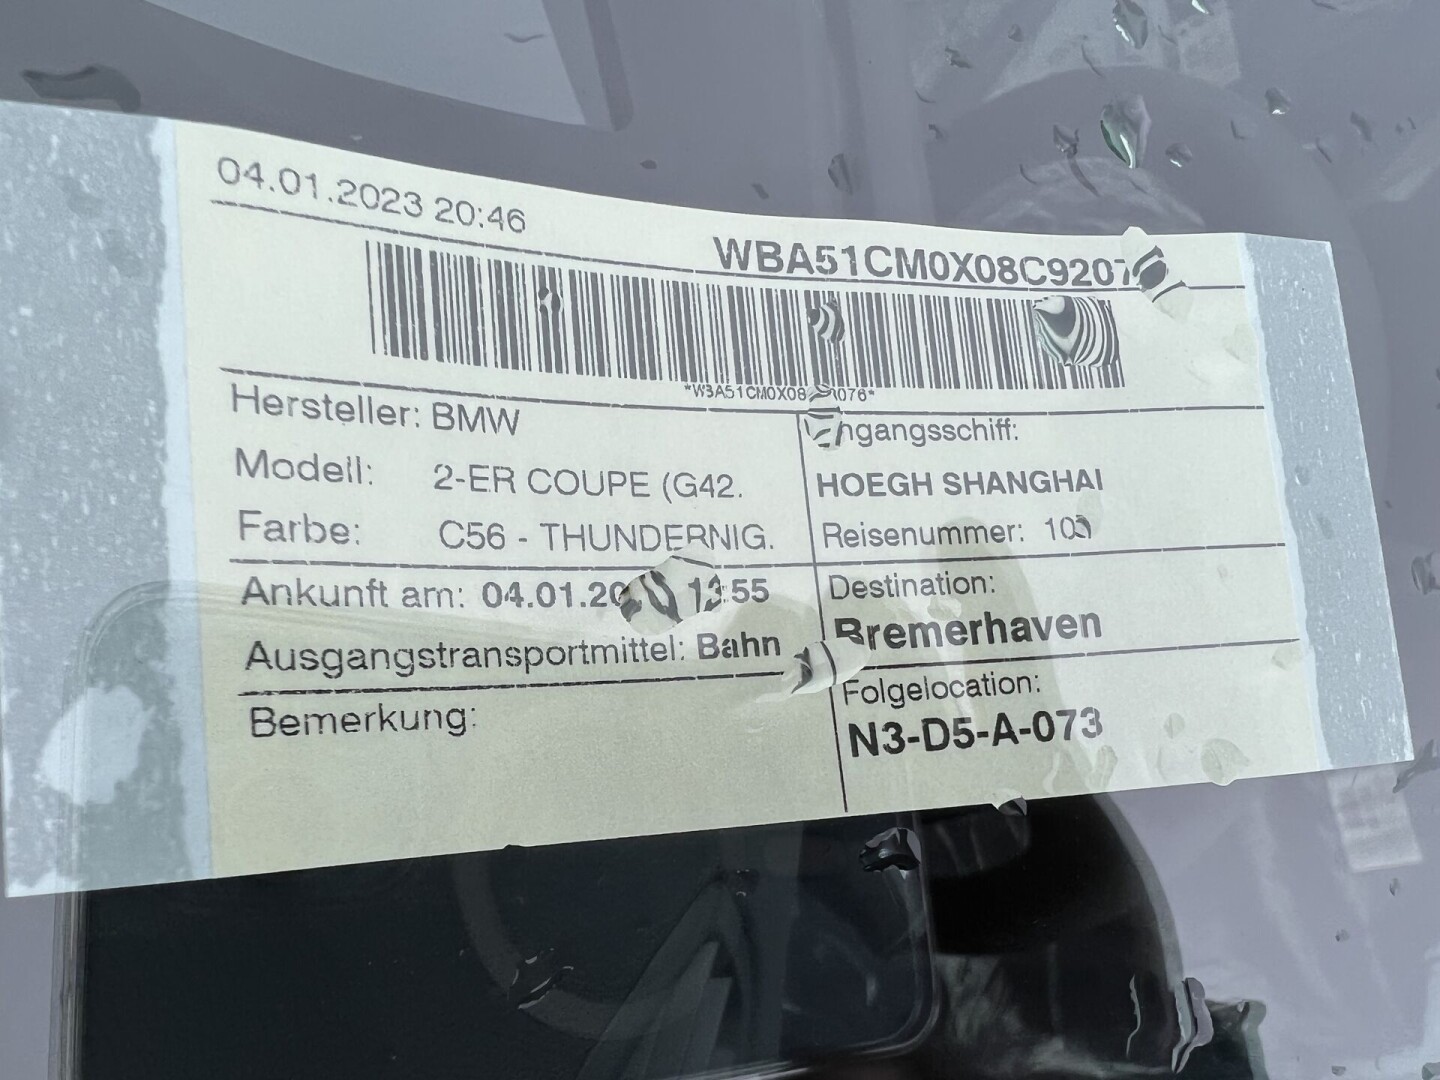 04.01.2023 20:46
WBA51CM0X08C9207
Hersteller: BMW
Modell: 2-ER COUPE (G42.
Farbe: C56 - THUNDERNIG.
Ankunft am: 04.01.20
Ausgangstransportmittel: Bahn
Bemerkung:
HOEGH SHANGHAI
Reisenummer:
Destination:
Bremerhaven
Folgelocation:
N3-D5-A-073